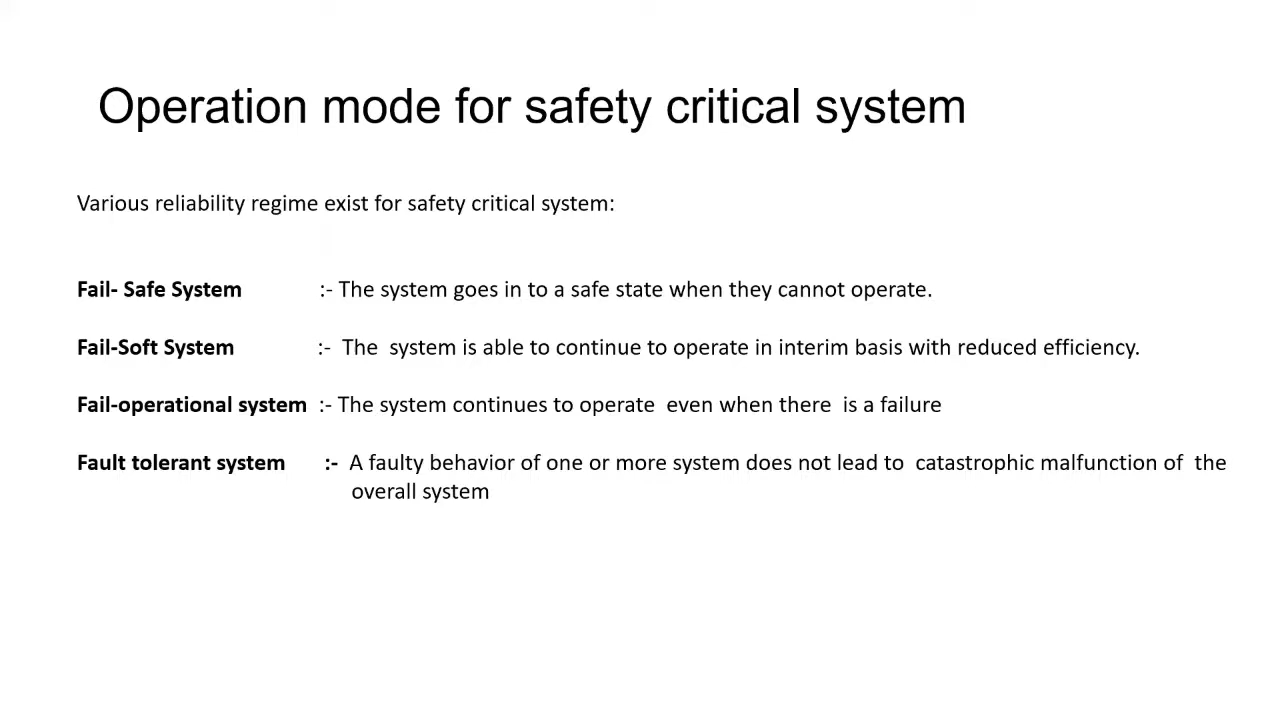 Operation mode for safety critical system
Various reliability regime exist for safety critical system:
Fail- Safe System :- The system goes in to a safe state when they cannot operate.
Fail-Soft System :- The system is able to continue to operate in interim basis with reduced efficiency.
Fail-operational system :- The system continues to operate even when there is a failure
Fault tolerant system :- A faulty behavior of one or more system does not lead to catastrophic malfunction of the
overall system